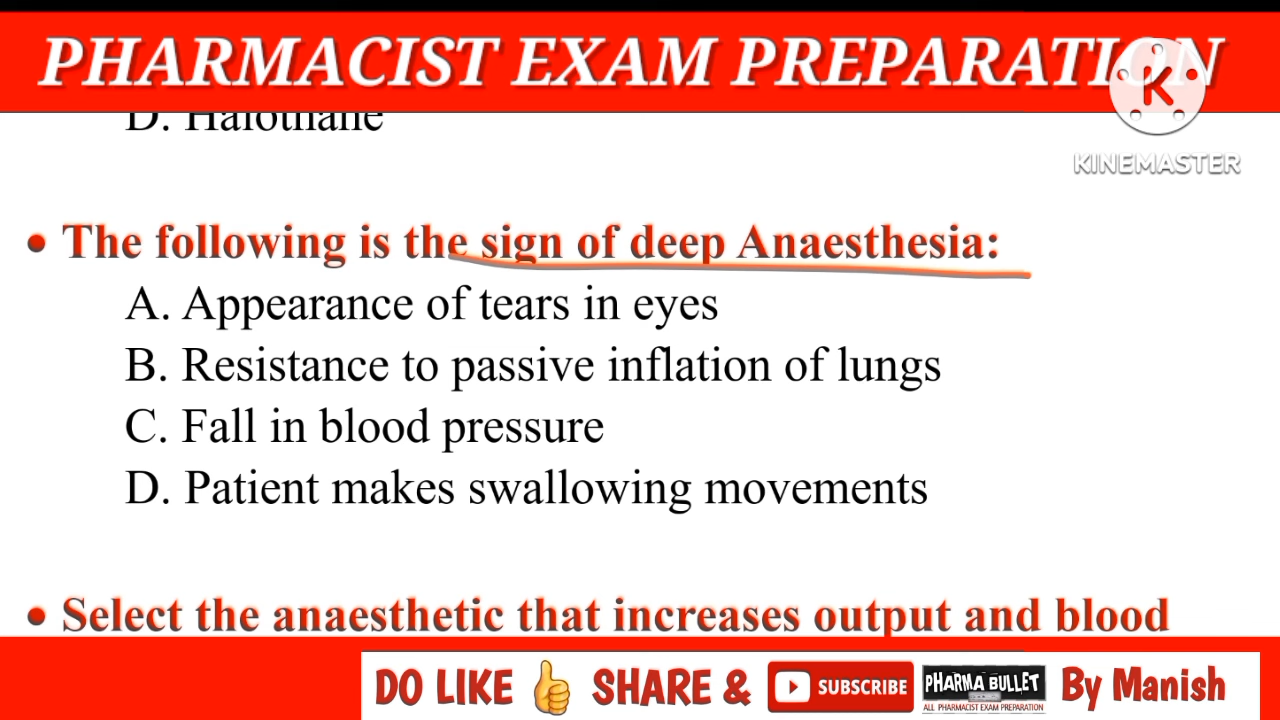 PHARMACIST EXAM PREPARATION
K
KINEMASTER
D. Halothane
• The following is the sign of deep Anaesthesia:
A. Appearance of tears in eyes
B. Resistance to passive inflation of lungs
C. Fall in blood pressure
D. Patient makes swallowing movements
• Select the anaesthetic that increases output and blood
DO LIKE 👍 SHARE & SUBSCRIBE PHARMA BULLET By Manish
ALL PHARMACIST EXAM PREPARATION